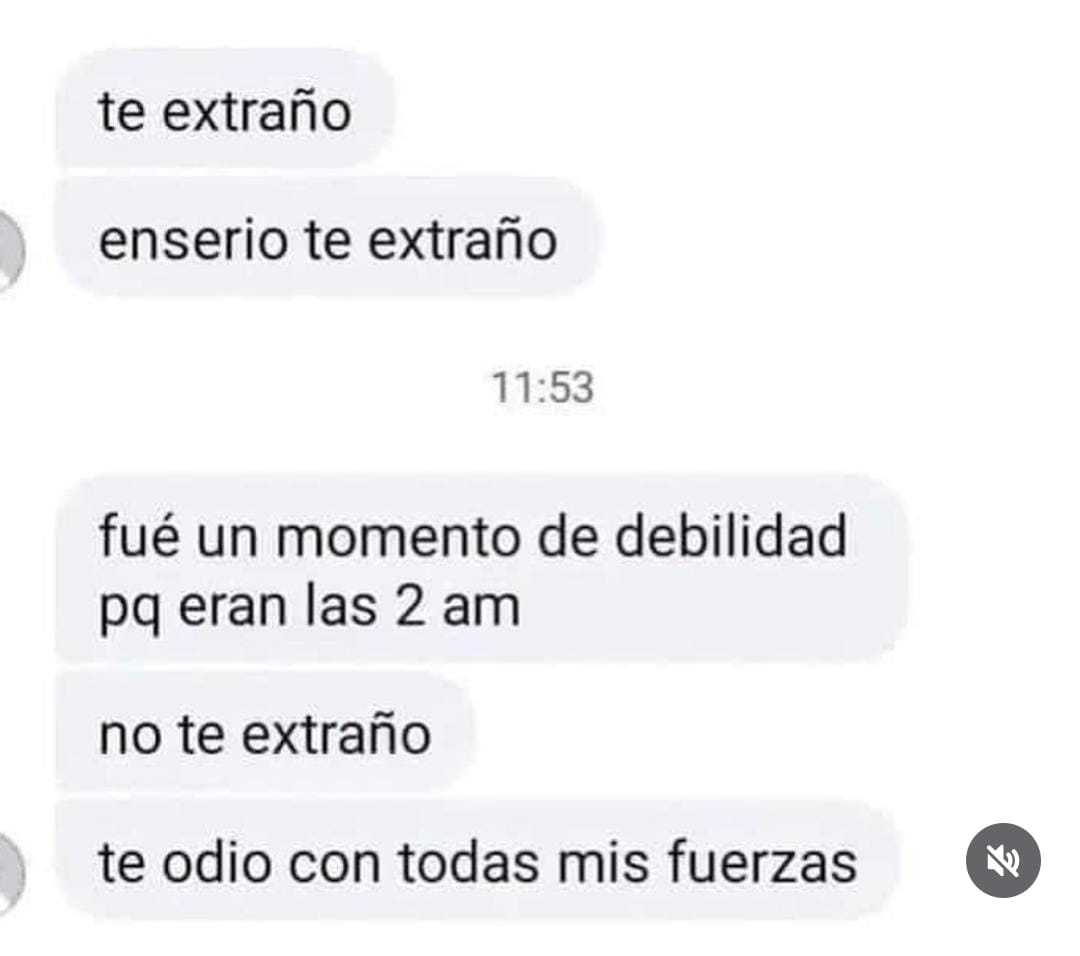 te extraño
enserio te extraño
11:53
fué un momento de debilidad
pq eran las 2 am
no te extraño
te odio con todas mis fuerzas